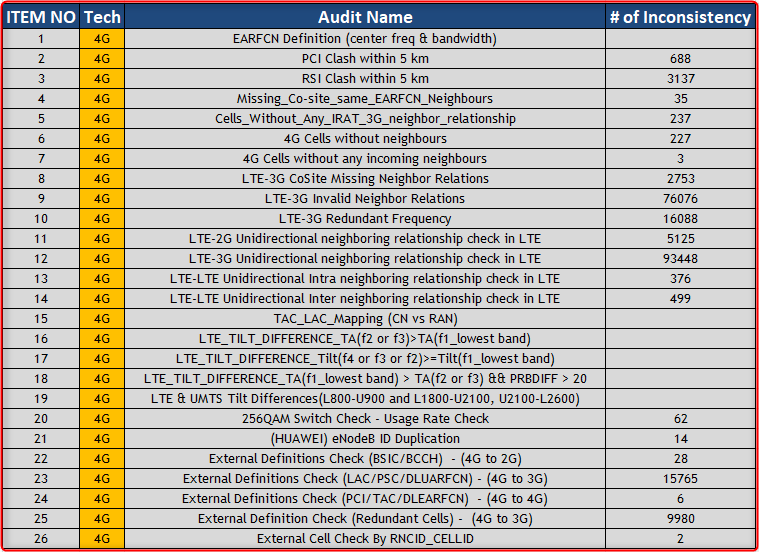 ITEM NO Tech Audit Name # of Inconsistency
1 4G EARFCN Definition (center freq & bandwidth)
2 4G PCI Clash within 5 km 688
3 4G RSI Clash within 5 km 3137
4 4G Missing_Co-site_same_EARFCN_Neighbours 35
5 4G Cells_Without_Any_IRAT_3G_neighbor_relationship 237
6 4G 4G Cells without neighbours 227
7 4G 4G Cells without any incoming neighbours 3
8 4G LTE-3G CoSite Missing Neighbor Relations 2753
9 4G LTE-3G Invalid Neighbor Relations 76076
10 4G LTE-3G Redundant Frequency 16088
11 4G LTE-2G Unidirectional neighboring relationship check in LTE 5125
12 4G LTE-3G Unidirectional neighboring relationship check in LTE 93448
13 4G LTE-LTE Unidirectional Intra neighboring relationship check in LTE 376
14 4G LTE-LTE Unidirectional Inter neighboring relationship check in LTE 499
15 4G TAC_LAC_Mapping (CN vs RAN)
16 4G LTE_TILT_DIFFERENCE_TA(f2 or f3)>TA(f1_lowest band)
17 4G LTE_TILT_DIFFERENCE_Tilt(f4 or f3 or f2)>=Tilt(f1_lowest band)
18 4G LTE_TILT_DIFFERENCE_TA(f1_lowest band) > TA(f2 or f3) && PRBDIFF > 20
19 4G LTE & UMTS Tilt Differences(L800-U900 and L1800-U2100, U2100-L2600)
20 4G 256QAM Switch Check - Usage Rate Check 62
21 4G (HUAWEI) eNodeB ID Duplication 14
22 4G External Definitions Check (BSIC/BCCH) - (4G to 2G) 28
23 4G External Definitions Check (LAC/PSC/DLUARFCN) - (4G to 3G) 15765
24 4G External Definitions Check (PCI/TAC/DLEARFCN) - (4G to 4G) 6
25 4G External Definition Check (Redundant Cells) - (4G to 3G) 9980
26 4G External Cell Check By RNCID_CELLID 2